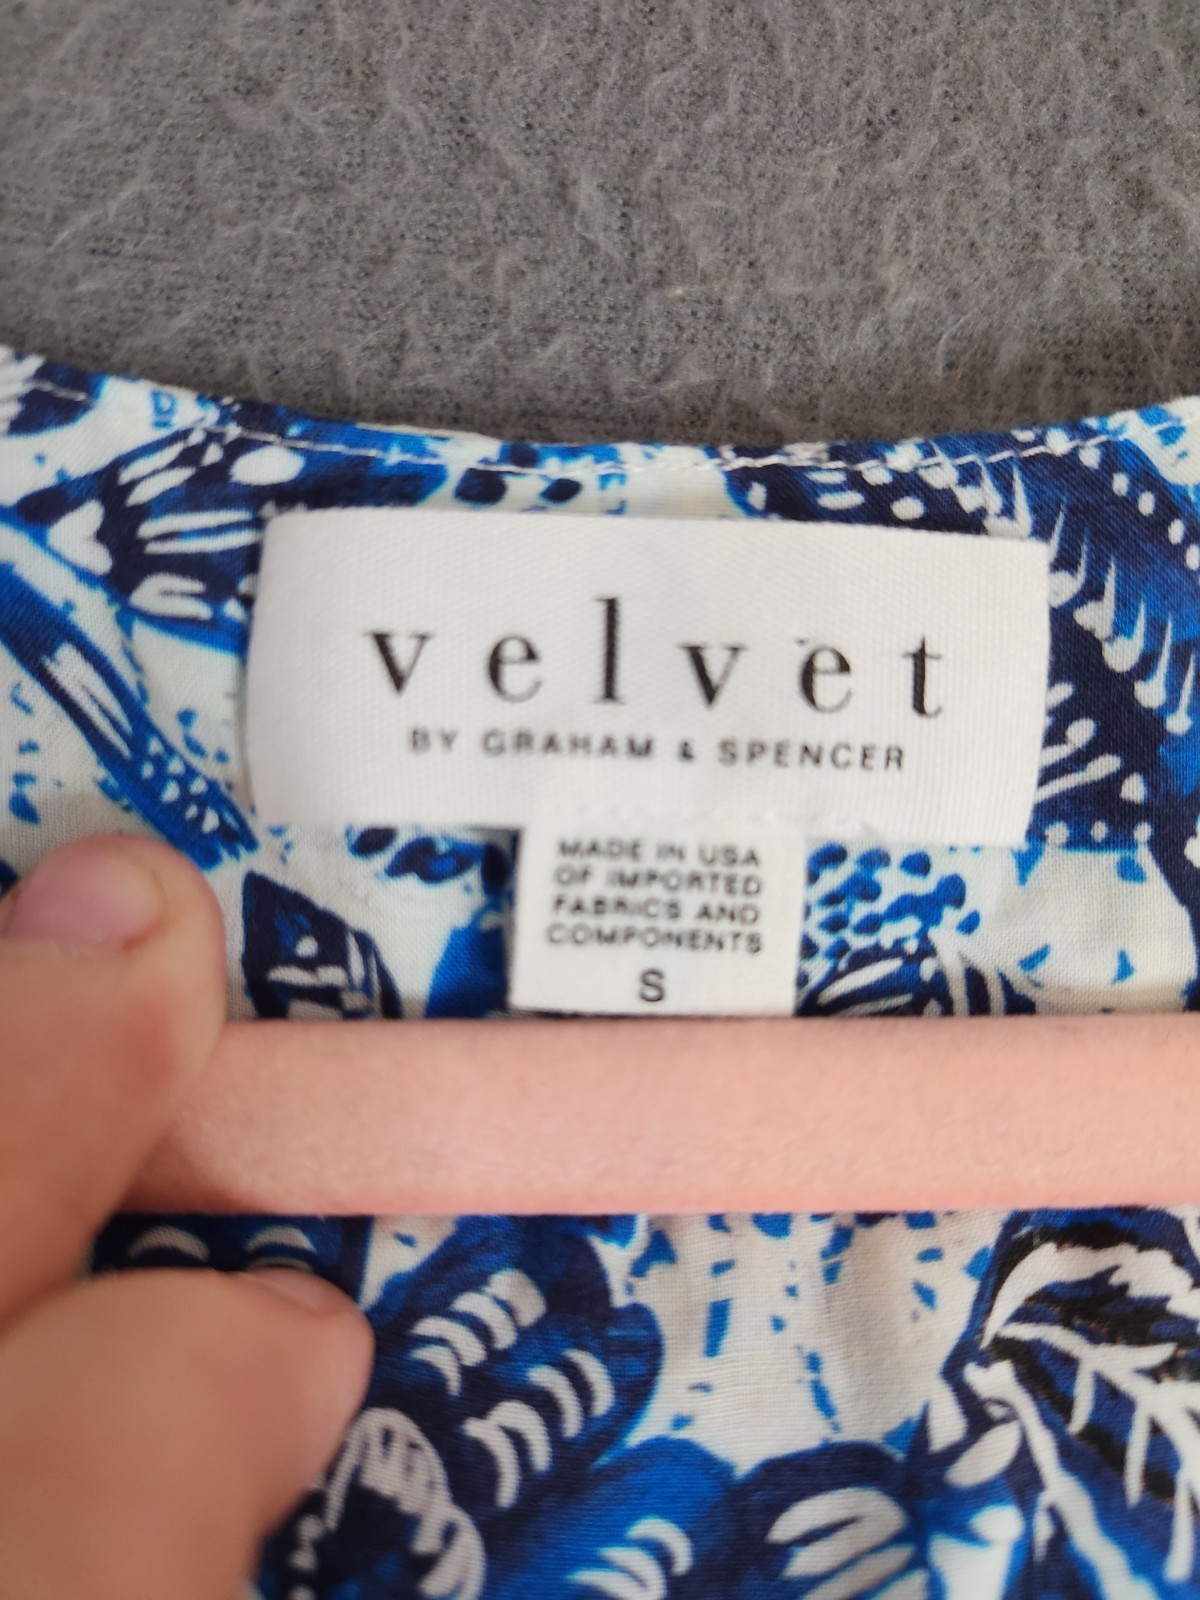 velvet
BY GRAHAM & SPENCER
MADE IN USA
OF IMPORTED
FABRICS AND
COMPONENTS
S